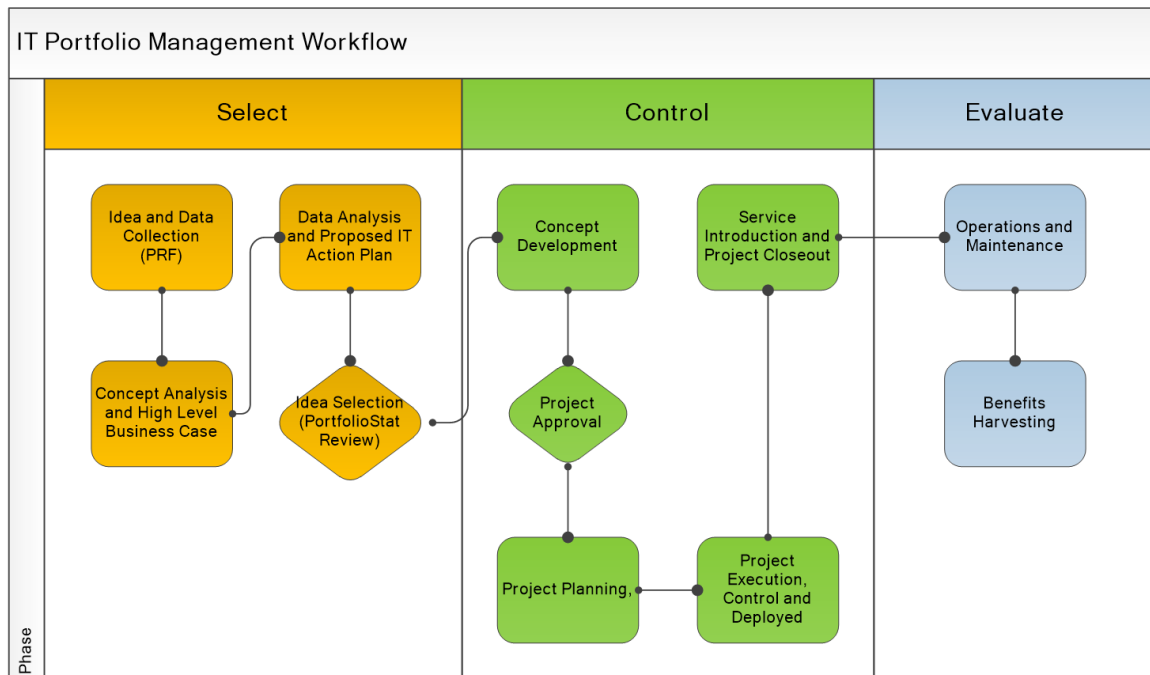 IT Portfolio Management Workflow
Select
Control
Evaluate
Idea and Data
Collection
(PRF)
Data Analysis
and Proposed IT
Action Plan
Concept
Development
Service
Introduction and
Project Closeout
Operations and
Maintenance
Concept Analysis
and High Level
Business Case
Idea Selection
(PortfolioStat
Review)
Project
Approval
Benefits
Harvesting
Project Planning,
Project
Execution,
Control and
Deployed
Phase